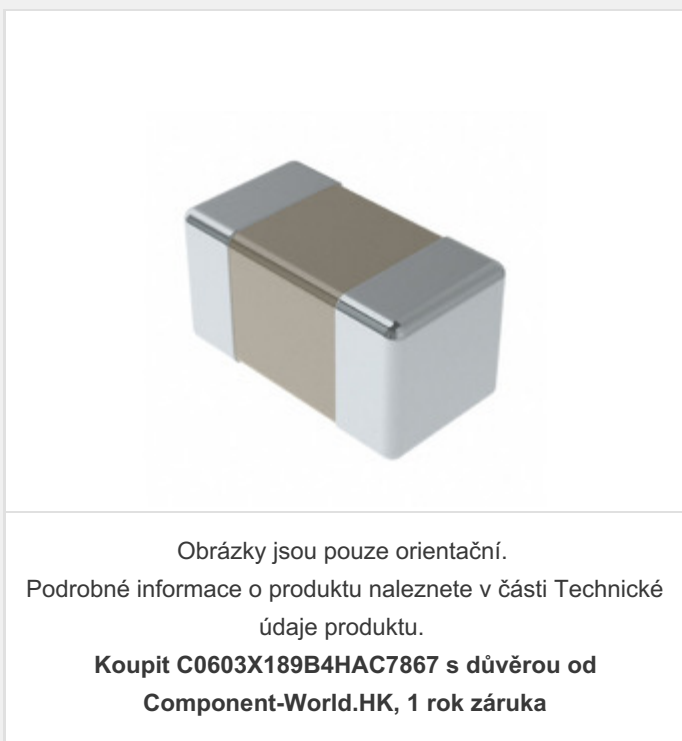 Obrázky jsou pouze orientační.
Podrobné informace o produktu naleznete v části Technické
údaje produktu.
Koupit C0603X189B4HAC7867 s důvěrou od
Component-World.HK, 1 rok záruka